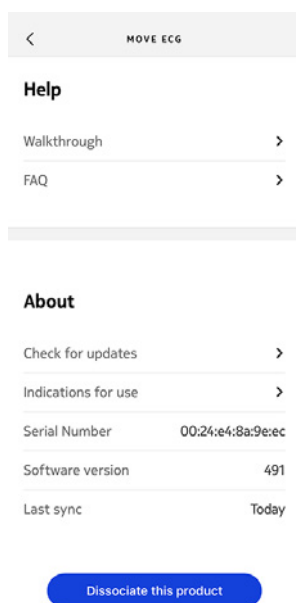 MOVE ECG
Help
Walkthrough
FAQ
About
Check for updates
Indications for use
Serial Number 00:24:e4:8a:9e:ec
Software version 491
Last sync Today
Dissociate this product